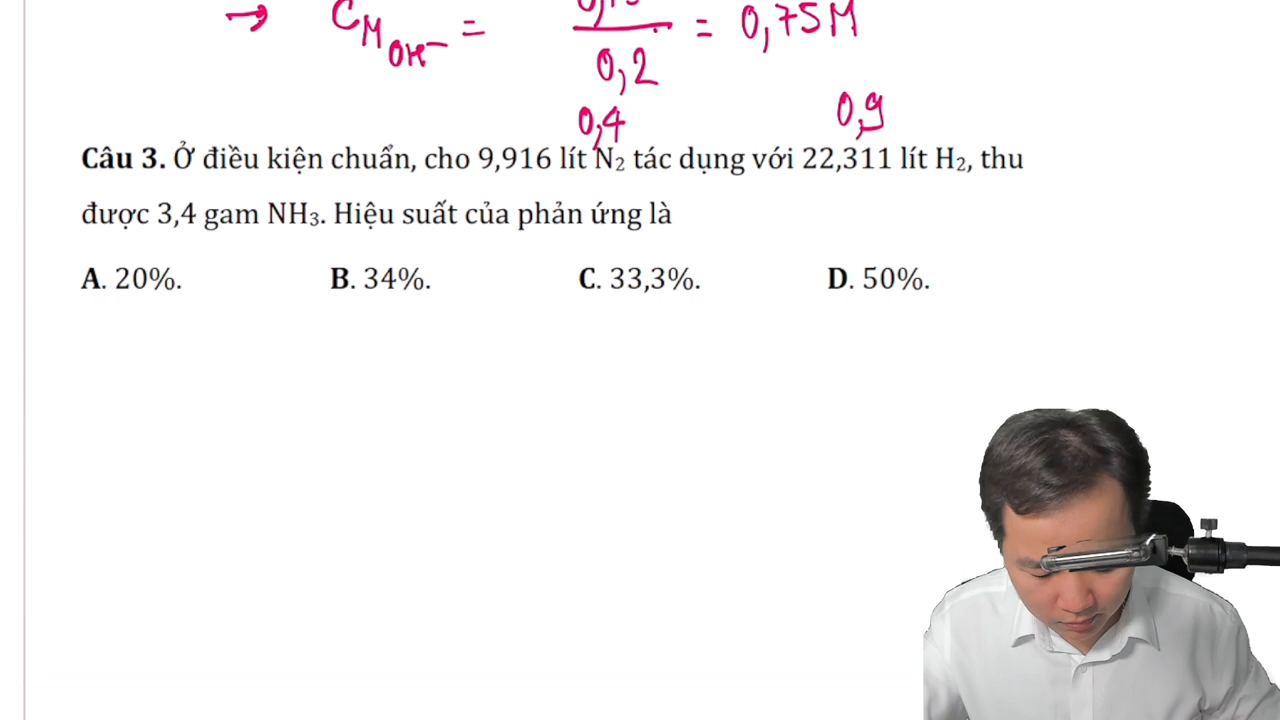 → C_M OH⁻ = / 0,2 = 0,75M
0,4 0,9
Câu 3. Ở điều kiện chuẩn, cho 9,916 lít N₂ tác dụng với 22,311 lít H₂, thu
được 3,4 gam NH₃. Hiệu suất của phản ứng là
A. 20%. B. 34%. C. 33,3%. D. 50%.